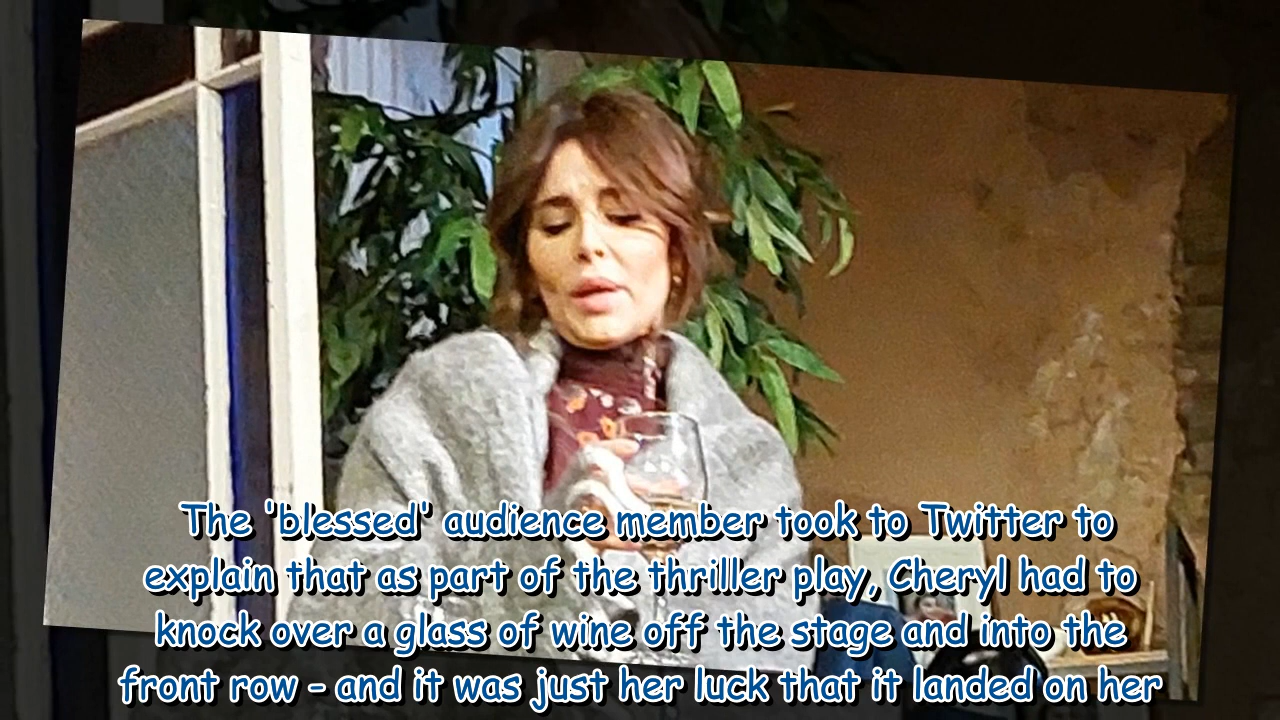 The 'blessed' audience member took to Twitter to
explain that as part of the thriller play, Cheryl had to
knock over a glass of wine off the stage and into the
front row - and it was just her luck that it landed on her